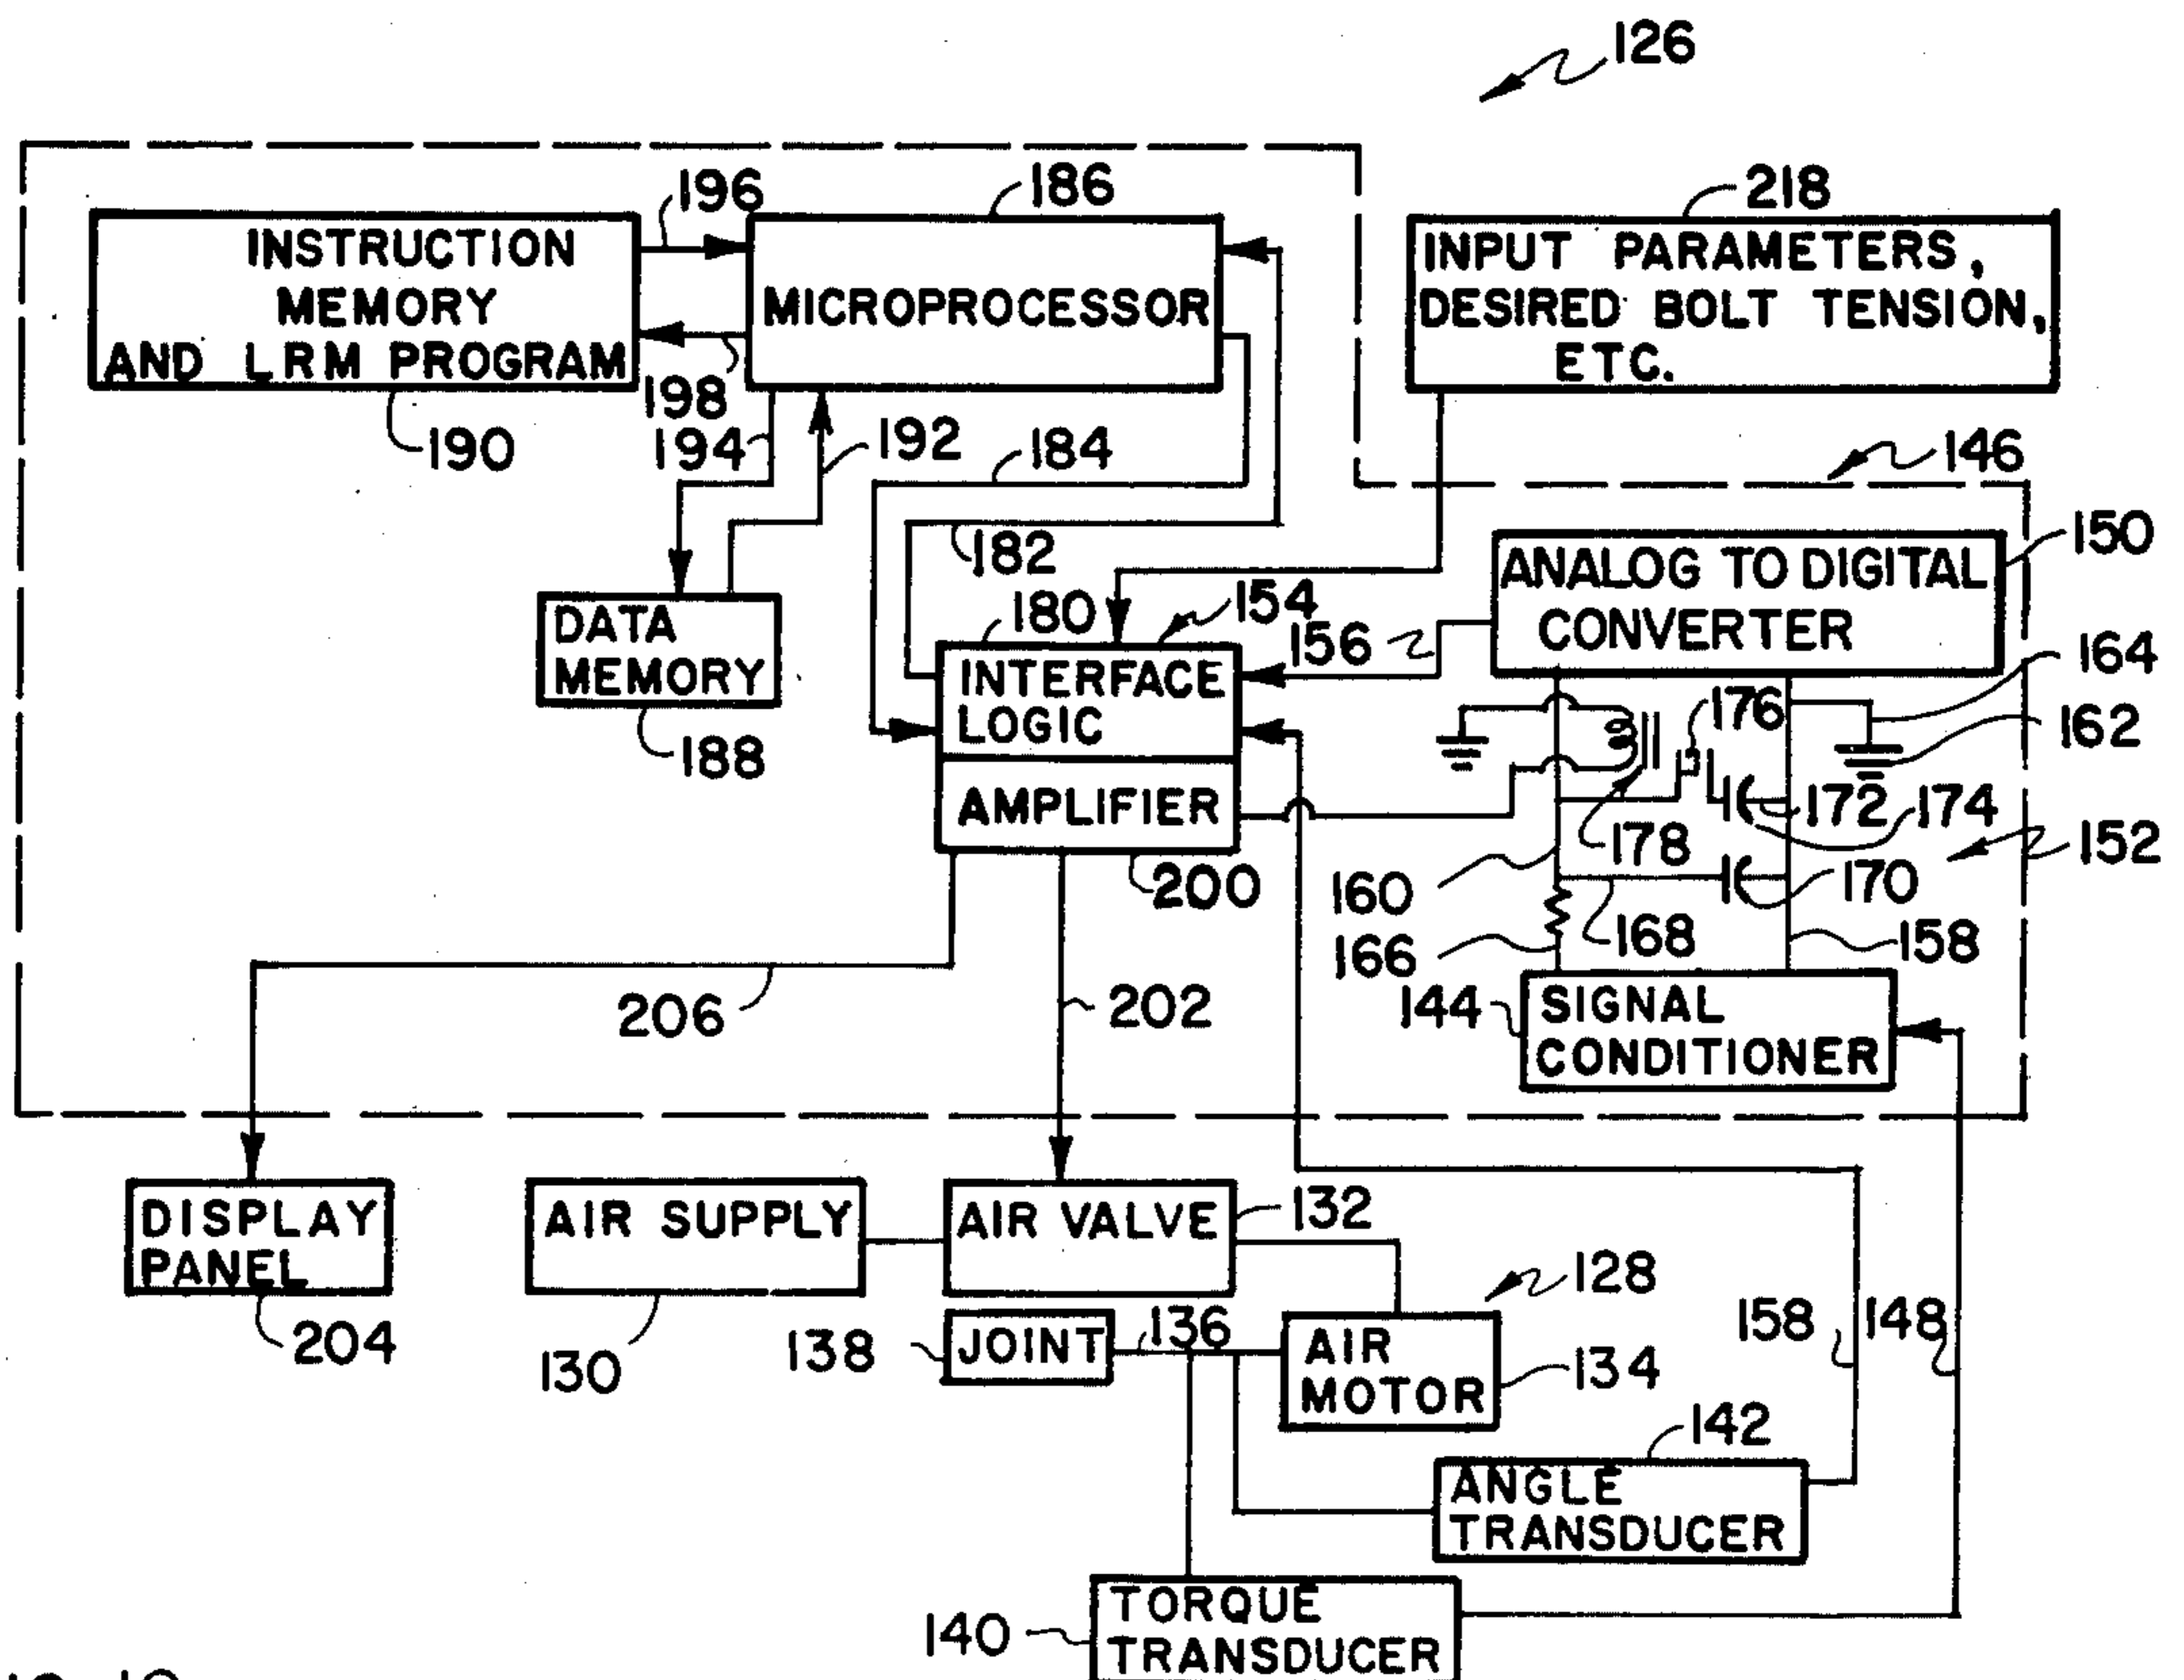 126
196
186
218
INSTRUCTION
MEMORY
AND LRM PROGRAM
MICROPROCESSOR
INPUT PARAMETERS,
DESIRED BOLT TENSION,
ETC.
198
190
194
192
184
146
182
150
ANALOG TO DIGITAL
CONVERTER
DATA
MEMORY
188
180
154
156
164
INTERFACE
LOGIC
176
162
AMPLIFIER
172
174
178
152
200
160
170
168
158
166
206
202
144
SIGNAL
CONDITIONER
DISPLAY
PANEL
AIR SUPPLY
AIR VALVE
132
128
204
130
138
JOINT
136
AIR
MOTOR
134
158
148
142
ANGLE
TRANSDUCER
140
TORQUE
TRANSDUCER